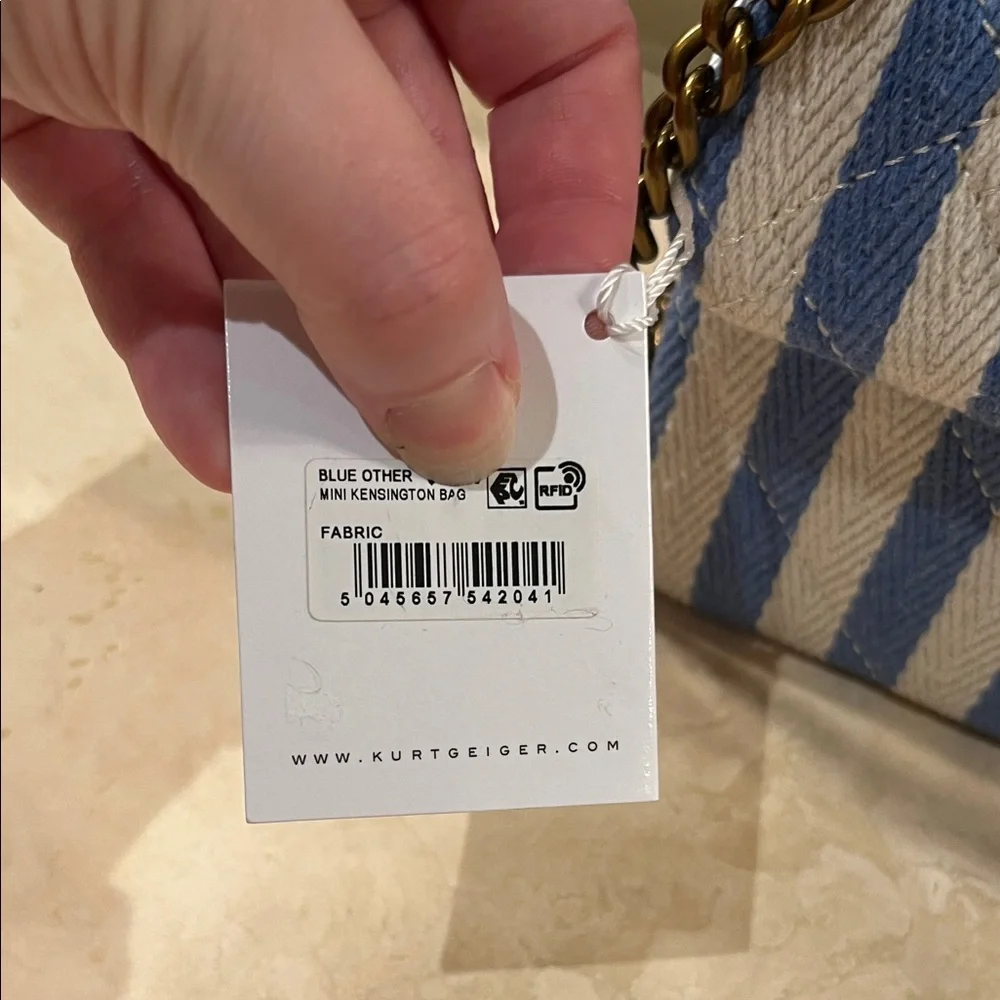 BLUE OTHER
MINI KENSINGTON BAG
RFID
FABRIC
5 045657 542041
WWW.KURTGEIGER.COM